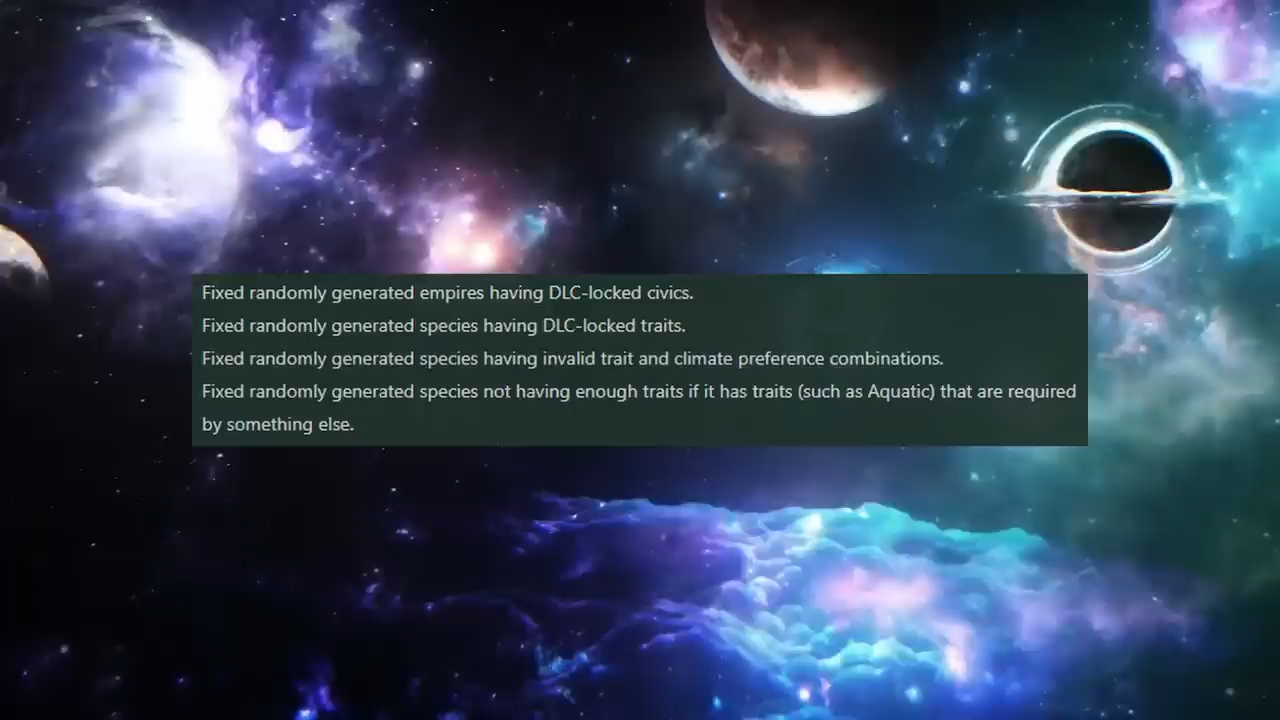 Fixed randomly generated empires having DLC-locked civics.
Fixed randomly generated species having DLC-locked traits.
Fixed randomly generated species having invalid trait and climate preference combinations.
Fixed randomly generated species not having enough traits if it has traits (such as Aquatic) that are required
by something else.